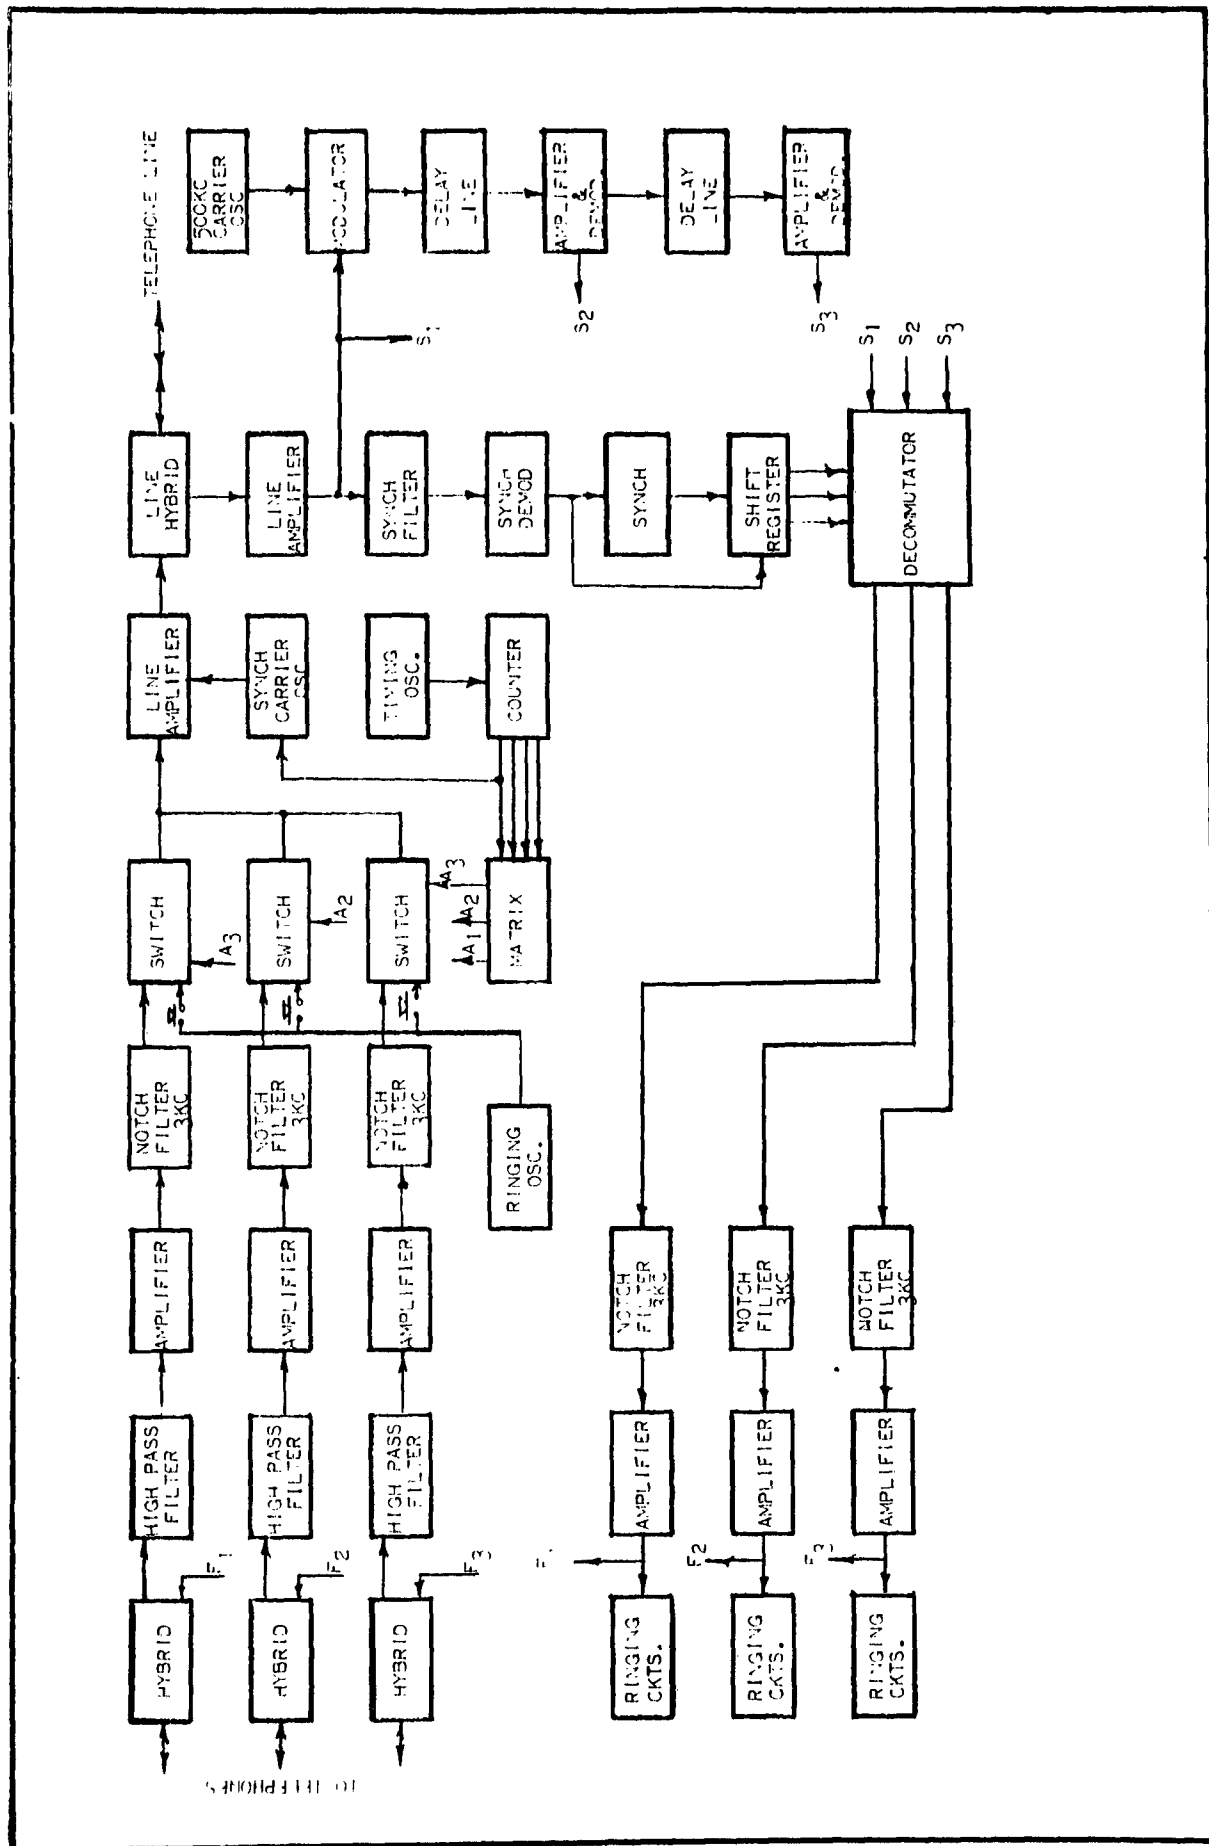 TELEPHONE LINE
HYBRID
HIGH PASS
FILTER
AMPLIFIER
NOTCH
FILTER
3KC
SWITCH
LINE
AMPLIFIER
LINE
HYBRID
500KC
CARRIER
OSC
F1
A3
HYBRID
HIGH PASS
FILTER
AMPLIFIER
NOTCH
FILTER
3KC
SWITCH
SYNCH
CARRIER
OSC
LINE
AMPLIFIER
MODULATOR
F2
A2
S1
HYBRID
HIGH PASS
FILTER
AMPLIFIER
NOTCH
FILTER
3KC
SWITCH
TIMING
OSC.
SYNCH
FILTER
DELAY
LINE
F3
A1
A2
A3
RINGING
OSC.
MATRIX
COUNTER
SYNCH
DEMOD
AMPLIFIER
&
DEMOD.
S2
TO TELEPHONES
SYNCH
DELAY
LINE
RINGING
CKTS.
AMPLIFIER
NOTCH
FILTER
3KC
F2
SHIFT
REGISTER
AMPLIFIER
&
DEMOD.
S3
RINGING
CKTS.
AMPLIFIER
NOTCH
FILTER
3KC
F3
DECOMMUTATOR
S1
S2
S3
RINGING
CKTS.
AMPLIFIER
NOTCH
FILTER
3KC